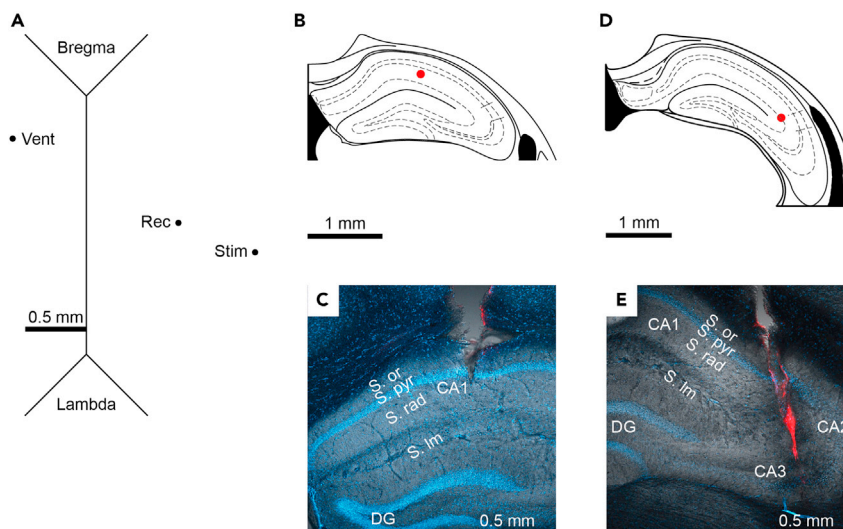 A
Bregma
Vent
Rec
Stim
0.5 mm
Lambda
B
1 mm
C
S. or
S. pyr
CA1
S. rad
S. lm
DG
0.5 mm
D
1 mm
E
CA1
S. or
S. pyr
S. rad
S. lm
DG
CA2
CA3
0.5 mm